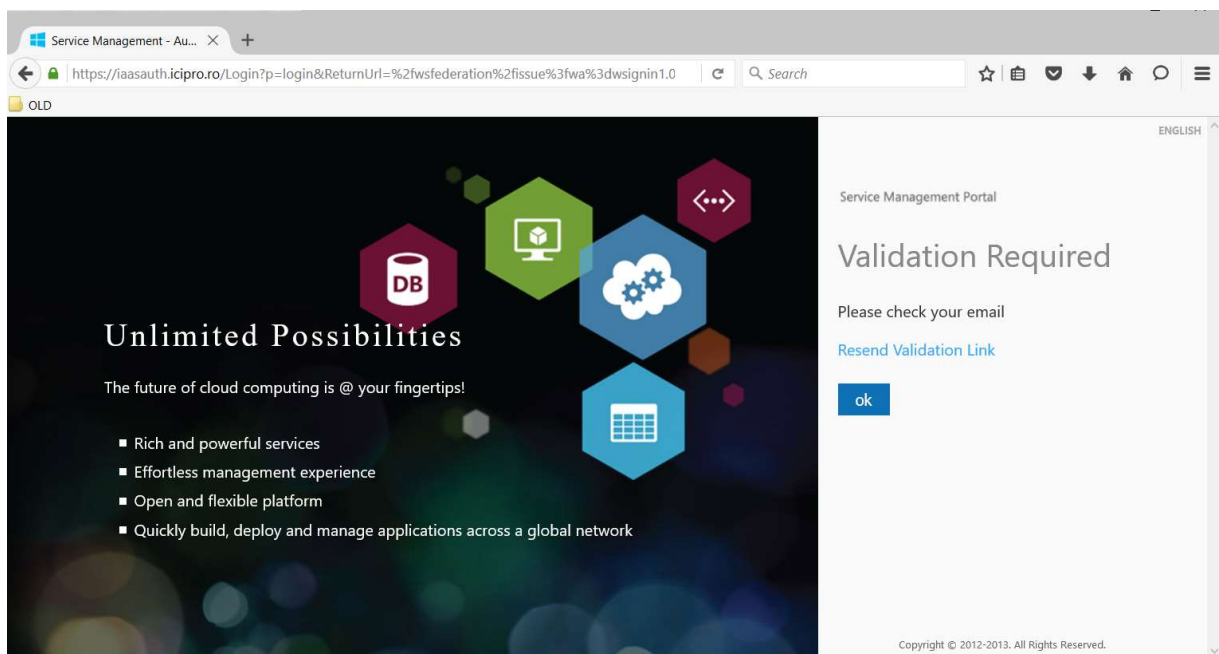 Service Management - Au...
https://iaasauth.icipro.ro/Login?p=login&ReturnUrl=%2fwsfederation%2fissue%3fwa%3dwsignin1.0
Search
OLD
ENGLISH
DB
Unlimited Possibilities
The future of cloud computing is @ your fingertips!
Rich and powerful services
Effortless management experience
Open and flexible platform
Quickly build, deploy and manage applications across a global network
Service Management Portal
Validation Required
Please check your email
Resend Validation Link
ok
Copyright © 2012-2013. All Rights Reserved.